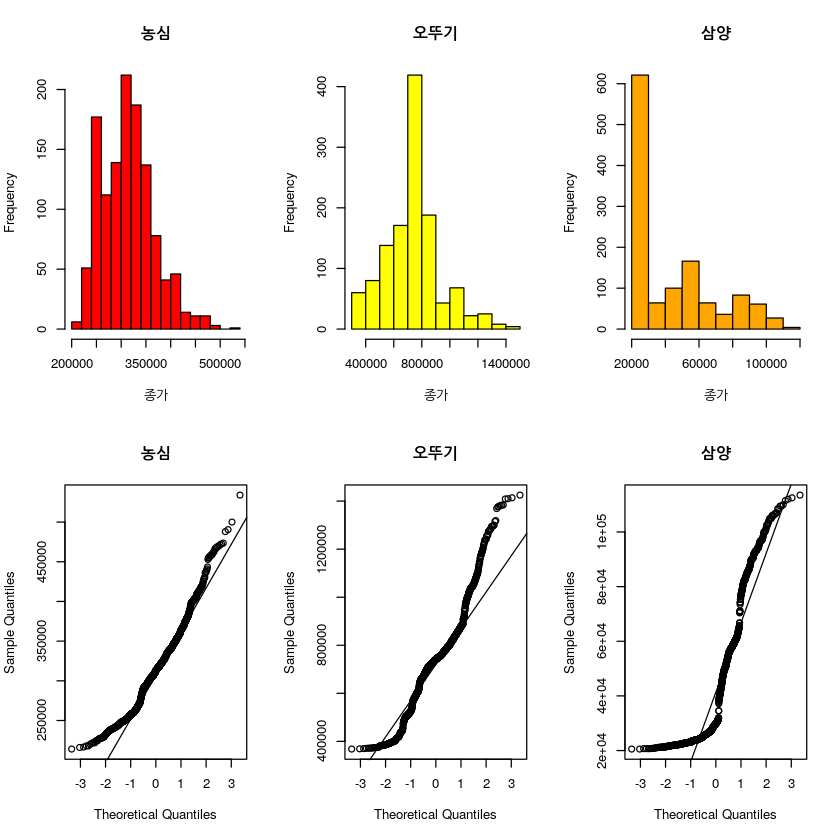 농심
Frequency
0 50 100 150 200
200000 350000 500000
종가
오뚜기
Frequency
0 100 200 300 400
400000 800000 1400000
종가
삼양
Frequency
0 100 200 300 400 500 600
20000 60000 100000
종가
농심
Sample Quantiles
250000 350000 450000
-3 -2 -1 0 1 2 3
Theoretical Quantiles
오뚜기
Sample Quantiles
400000 800000 1200000
-3 -2 -1 0 1 2 3
Theoretical Quantiles
삼양
Sample Quantiles
2e+04 4e+04 6e+04 8e+04 1e+05
-3 -2 -1 0 1 2 3
Theoretical Quantiles